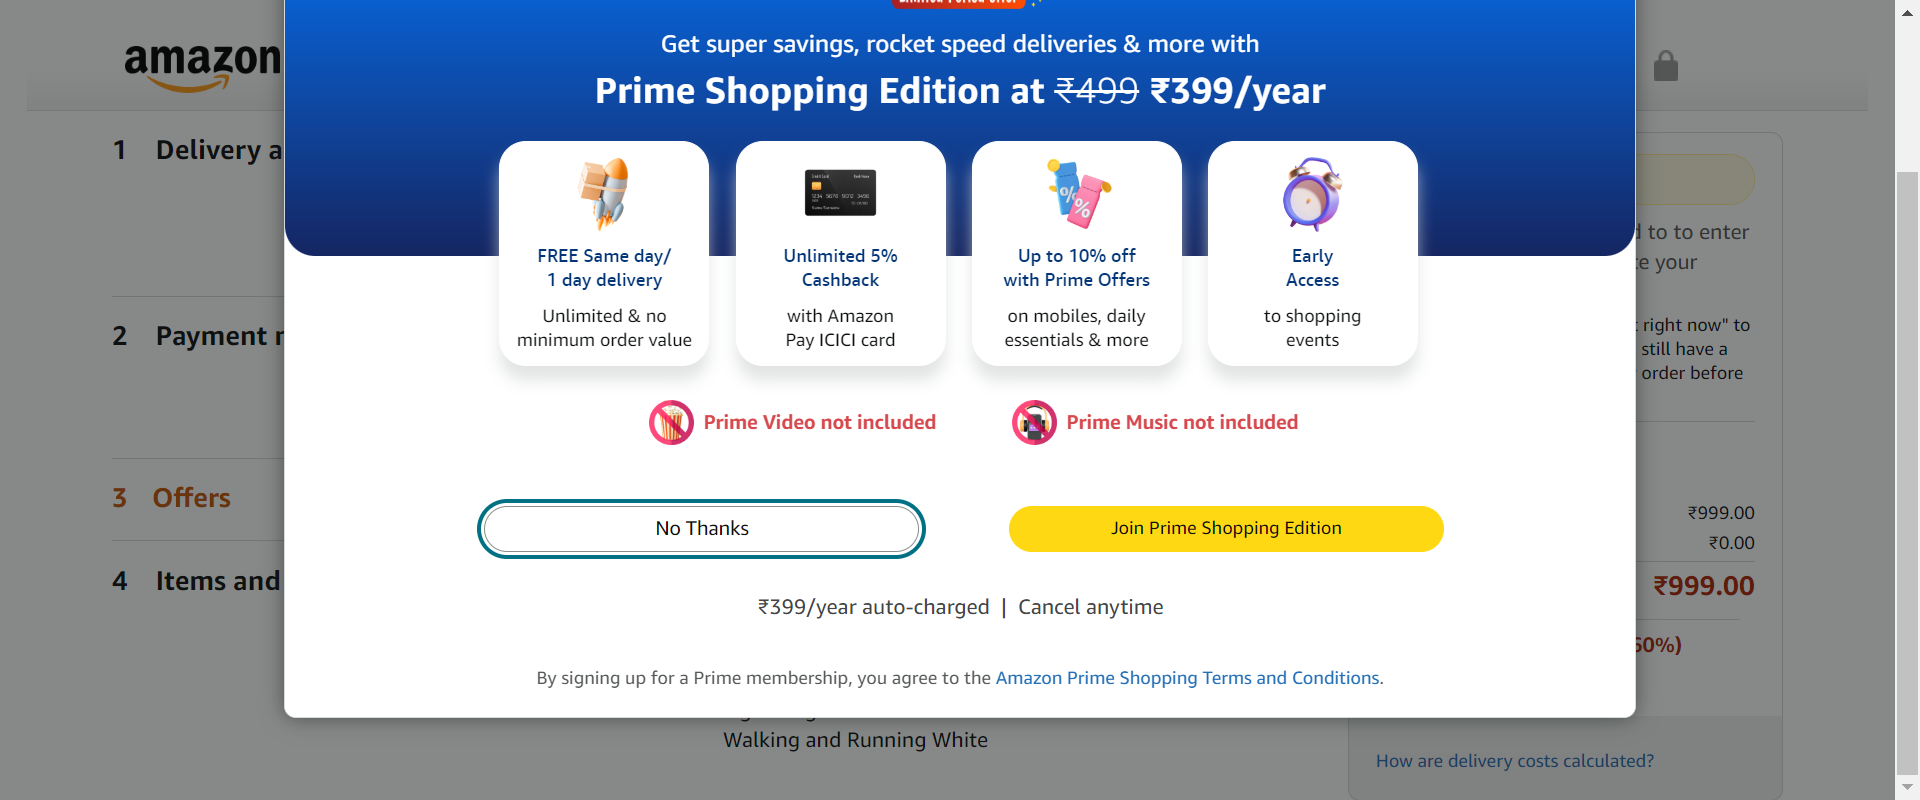 Limited Period Offer
amazon
Get super savings, rocket speed deliveries & more with
Prime Shopping Edition at ₹499 ₹399/year
1 Delivery a
FREE Same day/
1 day delivery
Unlimited & no
minimum order value
Unlimited 5%
Cashback
with Amazon
Pay ICICI card
Up to 10% off
with Prime Offers
on mobiles, daily
essentials & more
Early
Access
to shopping
events
to to enter
your
2 Payment
right now" to
still have a
order before
Prime Video not included
Prime Music not included
3 Offers
No Thanks
Join Prime Shopping Edition
₹999.00
₹0.00
4 Items and
₹999.00
₹399/year auto-charged | Cancel anytime
60%)
By signing up for a Prime membership, you agree to the Amazon Prime Shopping Terms and Conditions.
Walking and Running White
How are delivery costs calculated?